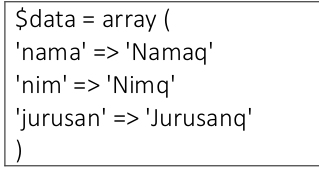 $data = array (
'nama' => 'Namaq'
'nim' => 'Nimq'
'jurusan' => 'Jurusanq'
)